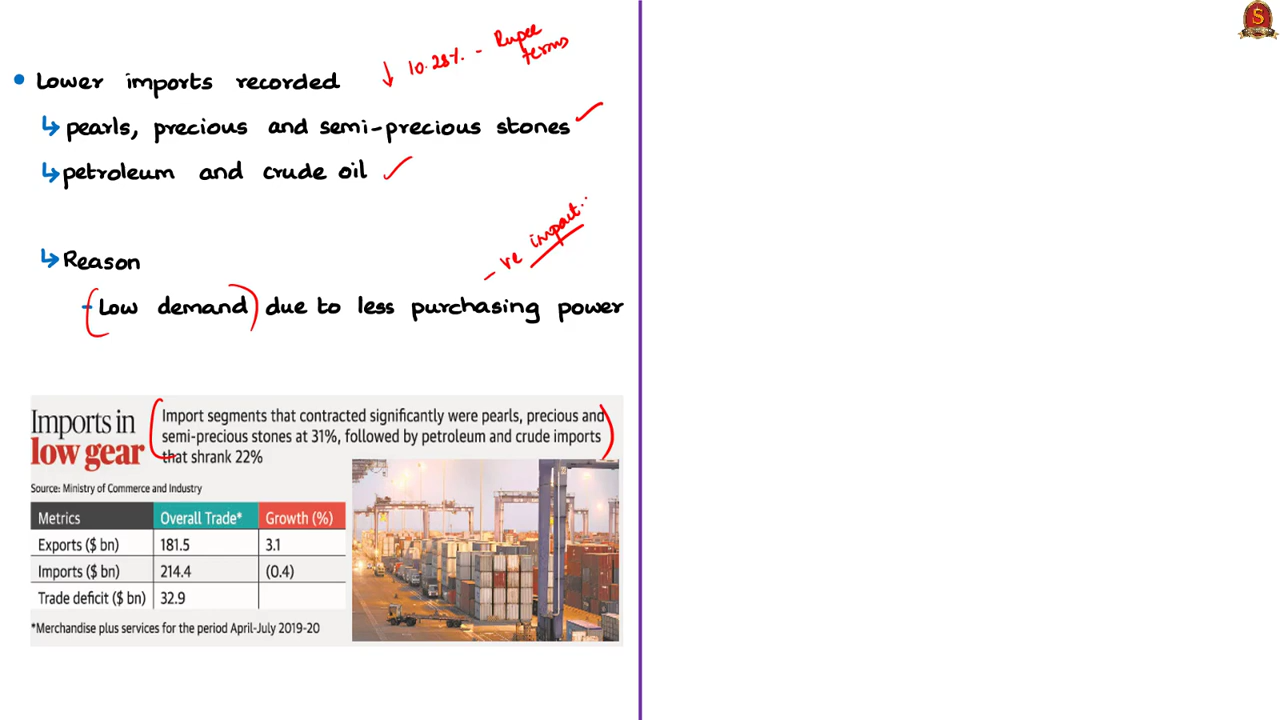 S
↓ 10.28% - Rupee terms
• Lower imports recorded
↳ pearls, precious and semi-precious stones ✓
↳ petroleum and crude oil ✓
↳ Reason
-ve impact..
- Low demand due to less purchasing power
Imports in
low gear
Import segments that contracted significantly were pearls, precious and
semi-precious stones at 31%, followed by petroleum and crude imports
that shrank 22%
Source: Ministry of Commerce and Industry
Metrics Overall Trade* Growth (%)
Exports ($ bn) 181.5 3.1
Imports ($ bn) 214.4 (0.4)
Trade deficit ($ bn) 32.9
*Merchandise plus services for the period April-July 2019-20